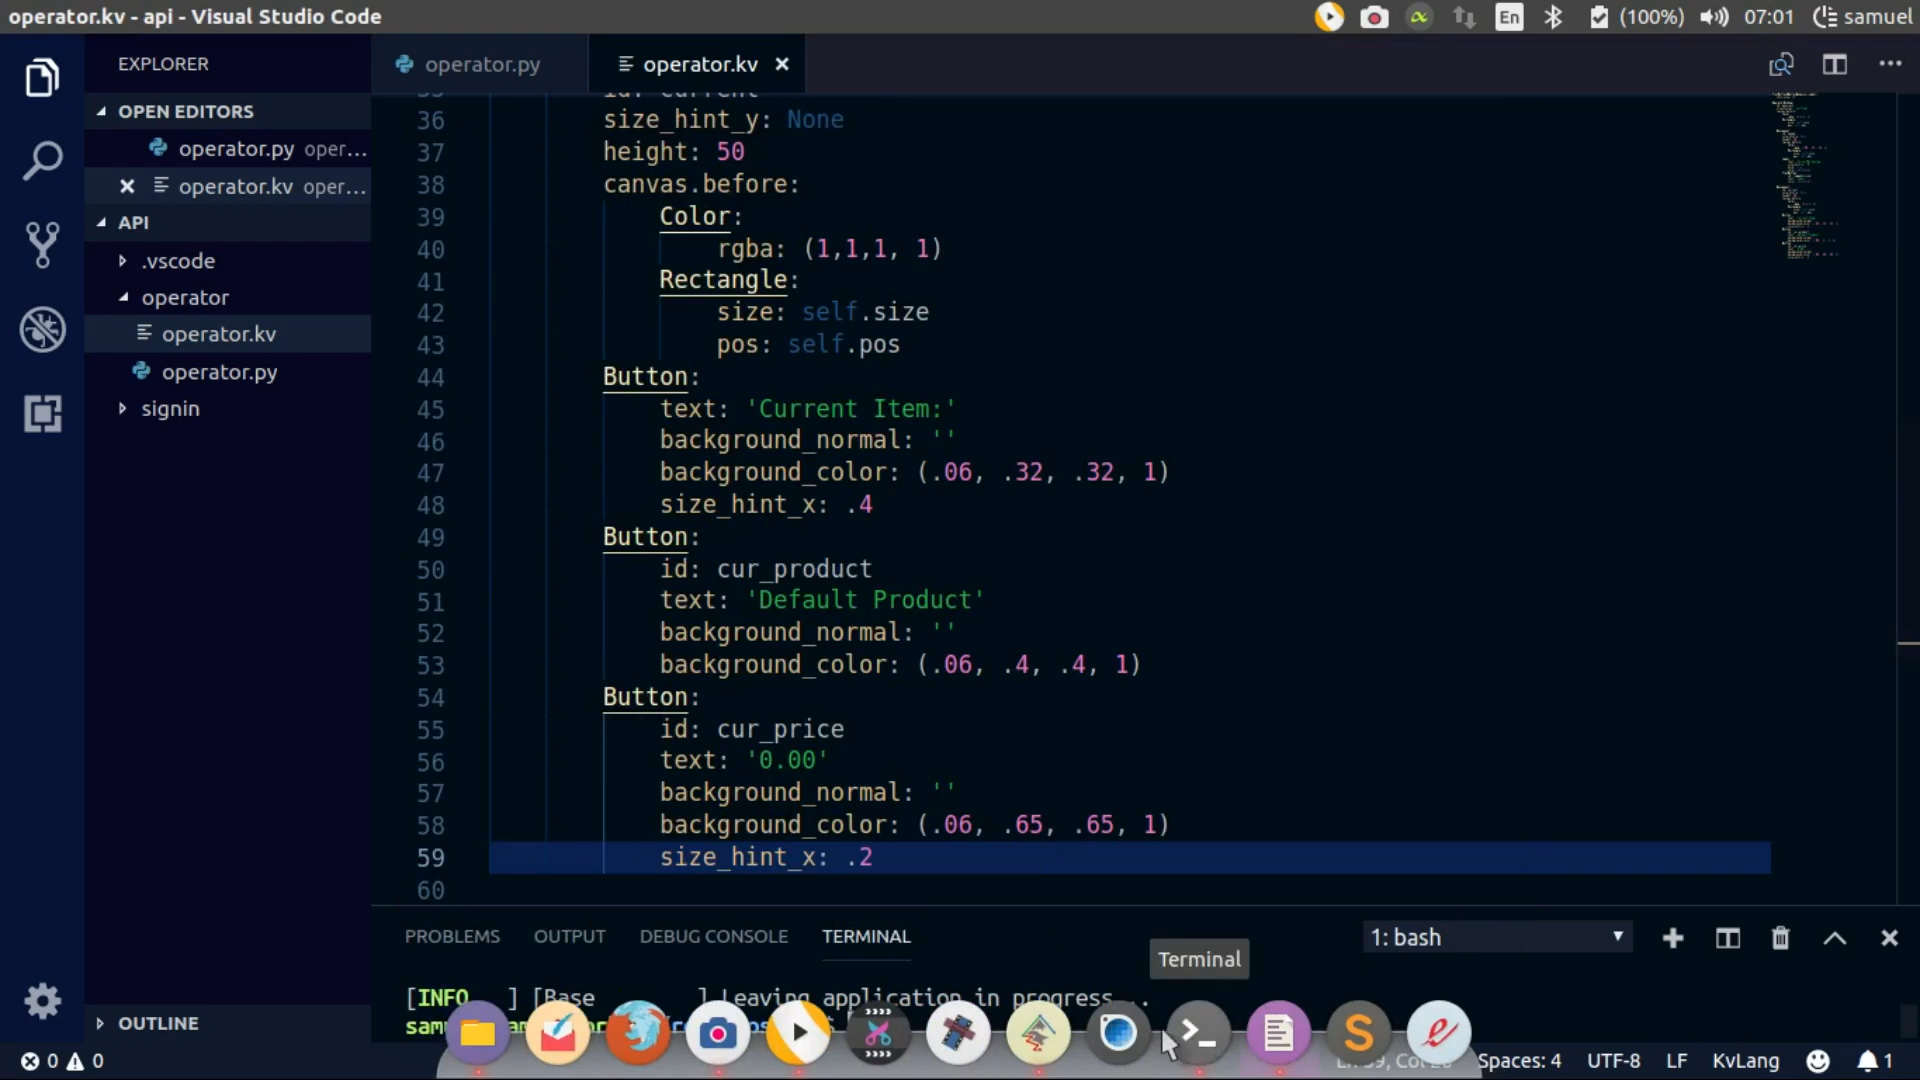 operator.kv - api - Visual Studio Code
En
(100%)
07:01
samuel
EXPLORER
OPEN EDITORS
operator.py oper...
operator.kv oper...
API
.vscode
operator
operator.kv
operator.py
signin
OUTLINE
operator.py
operator.kv
35 id: current
36 size_hint_y: None
37 height: 50
38 canvas.before:
39 Color:
40 rgba: (1,1,1, 1)
41 Rectangle:
42 size: self.size
43 pos: self.pos
44 Button:
45 text: 'Current Item:'
46 background_normal: ''
47 background_color: (.06, .32, .32, 1)
48 size_hint_x: .4
49 Button:
50 id: cur_product
51 text: 'Default Product'
52 background_normal: ''
53 background_color: (.06, .4, .4, 1)
54 Button:
55 id: cur_price
56 text: '0.00'
57 background_normal: ''
58 background_color: (.06, .65, .65, 1)
59 size_hint_x: .2
60
PROBLEMS OUTPUT DEBUG CONSOLE TERMINAL
1: bash
Terminal
[INFO ] [Base ] Leaving application in progress...
0 0
Spaces: 4 UTF-8 LF KvLang 1